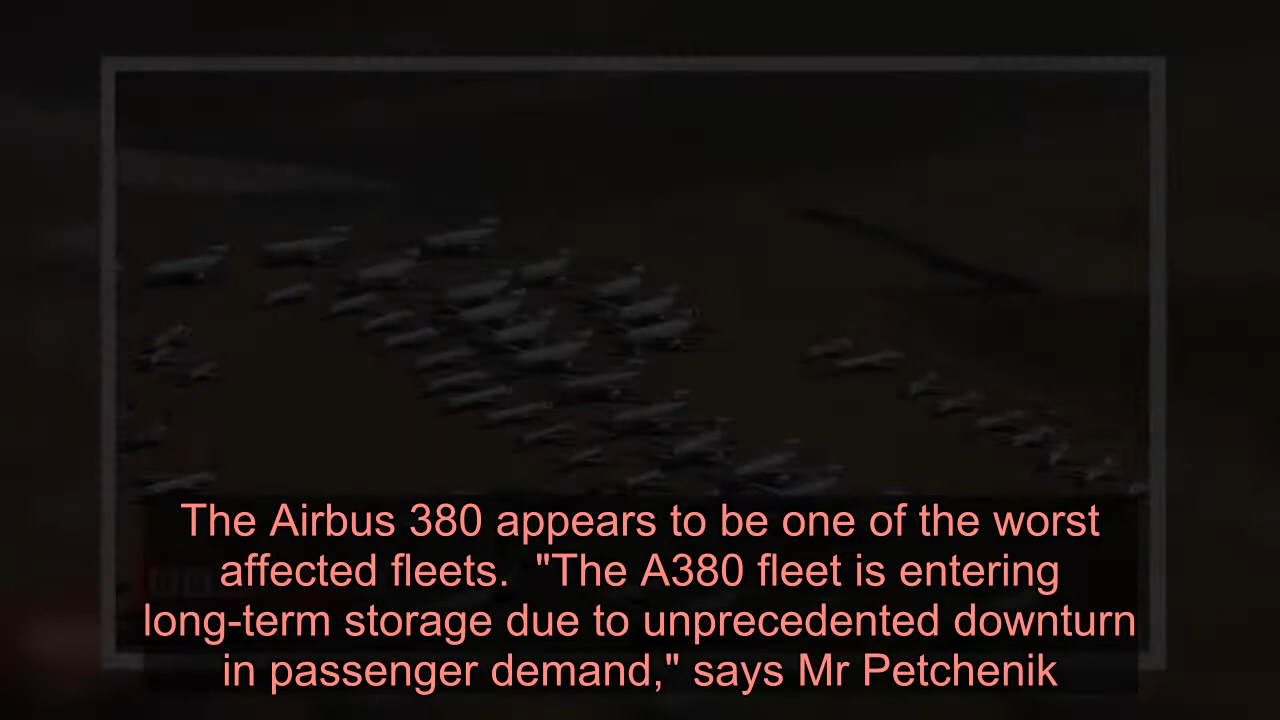 The Airbus 380 appears to be one of the worst
affected fleets.  "The A380 fleet is entering
long-term storage due to unprecedented downturn
in passenger demand," says Mr Petchenik